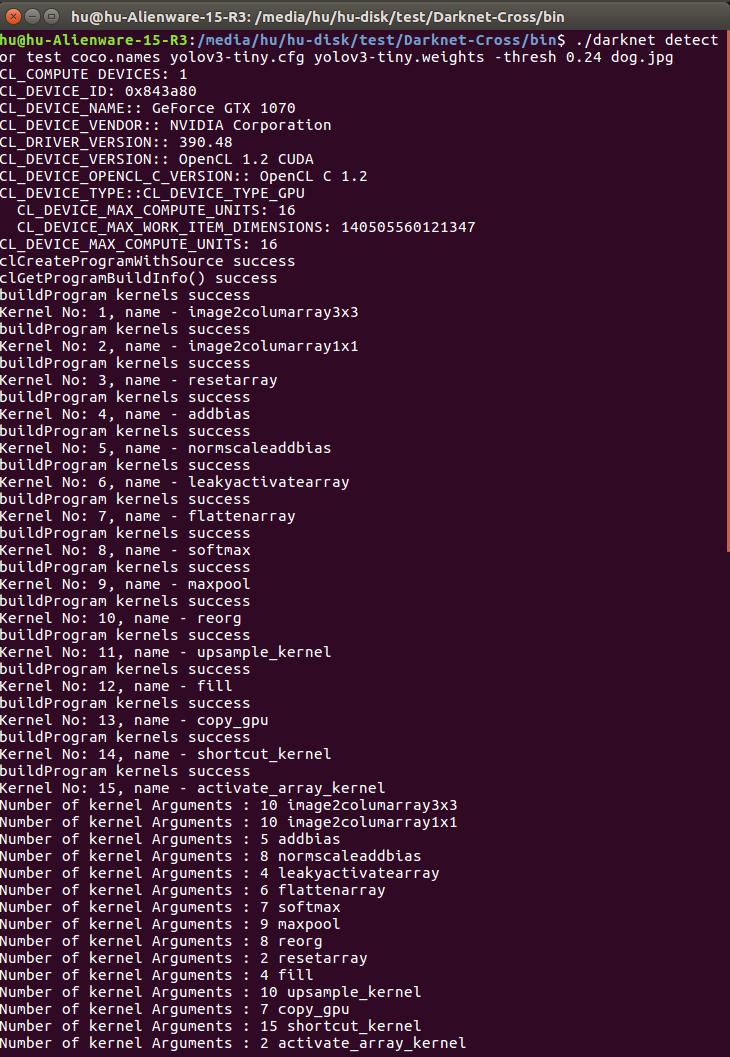 hu@hu-Alienware-15-R3: /media/hu/hu-disk/test/Darknet-Cross/bin
hu@hu-Alienware-15-R3:/media/hu/hu-disk/test/Darknet-Cross/bin$ ./darknet detect
or test coco.names yolov3-tiny.cfg yolov3-tiny.weights -thresh 0.24 dog.jpg
CL_COMPUTE DEVICES: 1
CL_DEVICE_ID: 0x843a80
CL_DEVICE_NAME:: GeForce GTX 1070
CL_DEVICE_VENDOR:: NVIDIA Corporation
CL_DRIVER_VERSION:: 390.48
CL_DEVICE_VERSION:: OpenCL 1.2 CUDA
CL_DEVICE_OPENCL_C_VERSION:: OpenCL C 1.2
CL_DEVICE_TYPE::CL_DEVICE_TYPE_GPU
  CL_DEVICE_MAX_COMPUTE_UNITS: 16
  CL_DEVICE_MAX_WORK_ITEM_DIMENSIONS: 140505560121347
CL_DEVICE_MAX_COMPUTE_UNITS: 16
clCreateProgramWithSource success
clGetProgramBuildInfo() success
buildProgram kernels success
Kernel No: 1, name - image2columarray3x3
buildProgram kernels success
Kernel No: 2, name - image2columarray1x1
buildProgram kernels success
Kernel No: 3, name - resetarray
buildProgram kernels success
Kernel No: 4, name - addbias
buildProgram kernels success
Kernel No: 5, name - normscaleaddbias
buildProgram kernels success
Kernel No: 6, name - leakyactivatearray
buildProgram kernels success
Kernel No: 7, name - flattenarray
buildProgram kernels success
Kernel No: 8, name - softmax
buildProgram kernels success
Kernel No: 9, name - maxpool
buildProgram kernels success
Kernel No: 10, name - reorg
buildProgram kernels success
Kernel No: 11, name - upsample_kernel
buildProgram kernels success
Kernel No: 12, name - fill
buildProgram kernels success
Kernel No: 13, name - copy_gpu
buildProgram kernels success
Kernel No: 14, name - shortcut_kernel
buildProgram kernels success
Kernel No: 15, name - activate_array_kernel
Number of kernel Arguments : 10 image2columarray3x3
Number of kernel Arguments : 10 image2columarray1x1
Number of kernel Arguments : 5 addbias
Number of kernel Arguments : 8 normscaleaddbias
Number of kernel Arguments : 4 leakyactivatearray
Number of kernel Arguments : 6 flattenarray
Number of kernel Arguments : 7 softmax
Number of kernel Arguments : 9 maxpool
Number of kernel Arguments : 8 reorg
Number of kernel Arguments : 2 resetarray
Number of kernel Arguments : 4 fill
Number of kernel Arguments : 10 upsample_kernel
Number of kernel Arguments : 7 copy_gpu
Number of kernel Arguments : 15 shortcut_kernel
Number of kernel Arguments : 2 activate_array_kernel